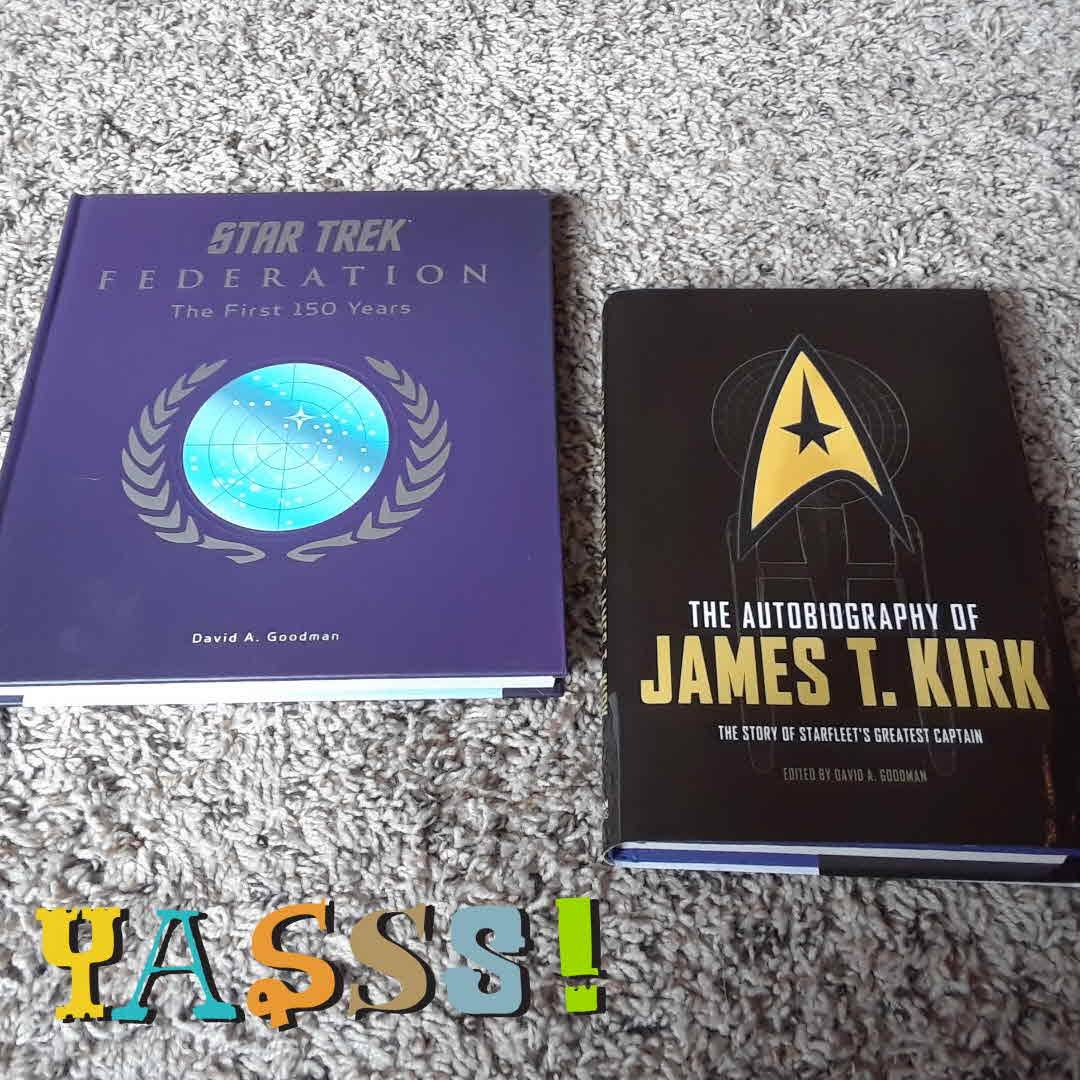 STAR TREK
FEDERATION
The First 150 Years
David A. Goodman
THE AUTOBIOGRAPHY OF
JAMES T. KIRK
THE STORY OF STARFLEET'S GREATEST CAPTAIN
EDITED BY DAVID A. GOODMAN
YASSS!